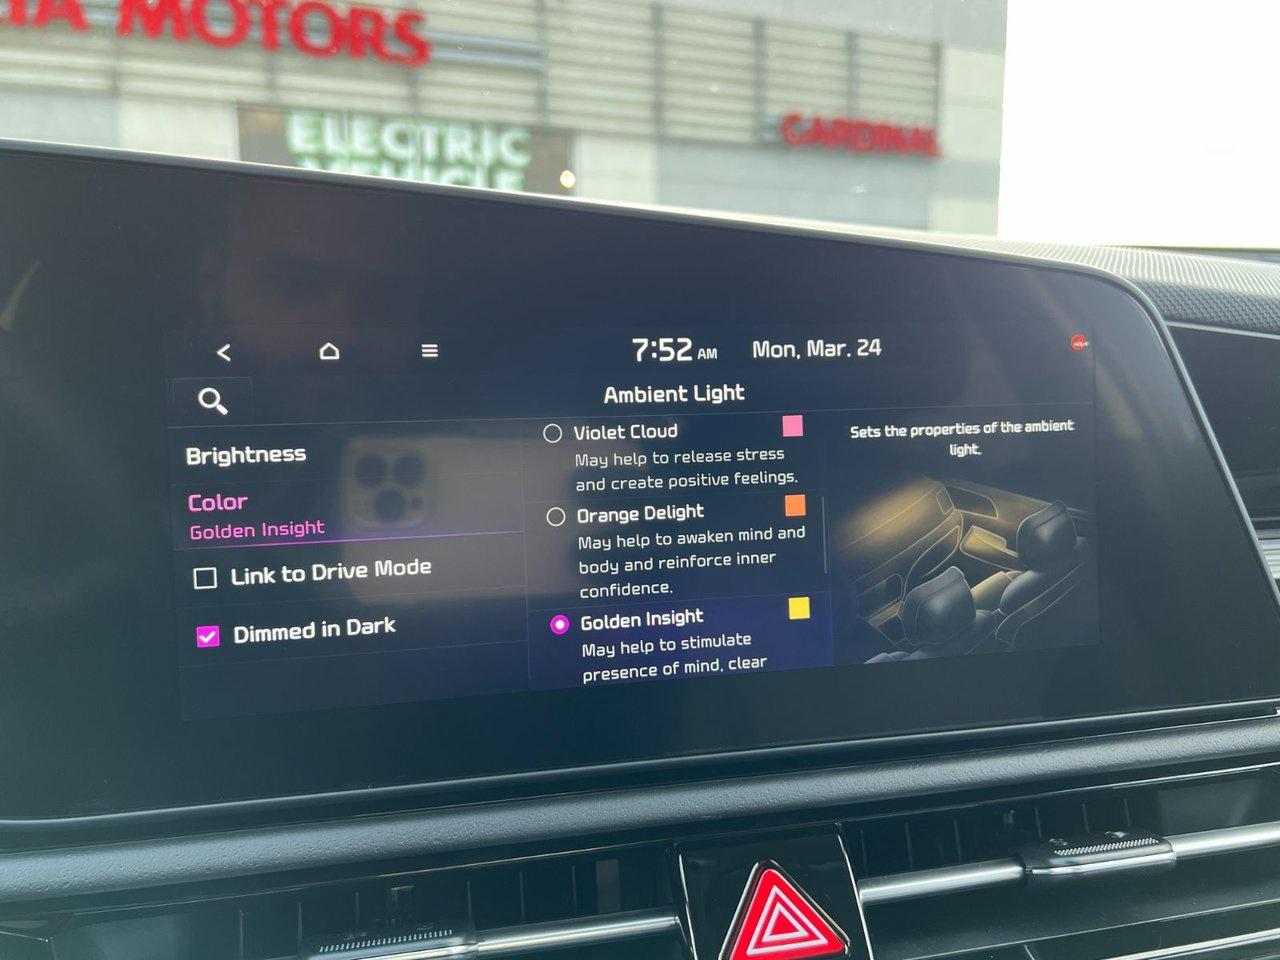 IA MOTORS
ELECTRIC
VEHICLE
CARDINAL
7:52 AM Mon, Mar. 24
Ambient Light
Brightness
Color
Golden Insight
Link to Drive Mode
Dimmed in Dark
Violet Cloud
May help to release stress
and create positive feelings.
Orange Delight
May help to awaken mind and
body and reinforce inner
confidence.
Golden Insight
May help to stimulate
presence of mind, clear
Sets the properties of the ambient
light.